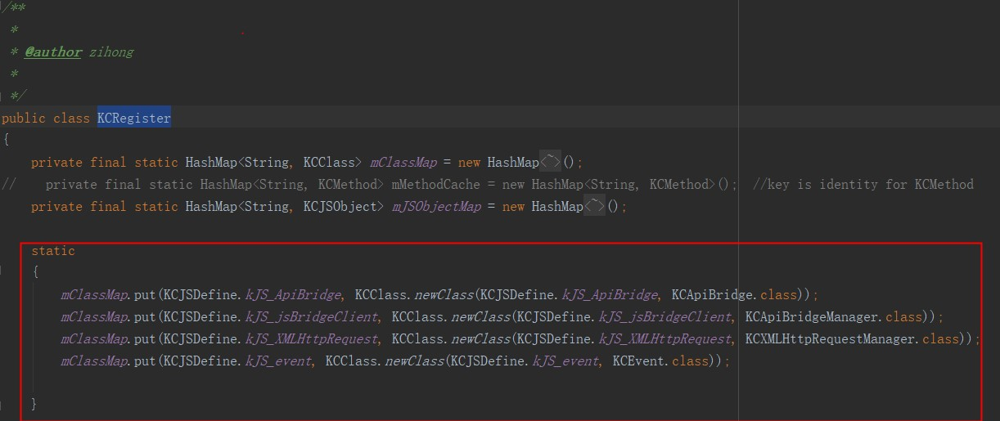 /**
 *
 * @author zihong
 *
 */
public class KCRegister
{
    private final static HashMap<String, KCClass> mClassMap = new HashMap<~>();
//    private final static HashMap<String, KCMethod> mMethodCache = new HashMap<String, KCMethod>();  //key is identity for KCMethod
    private final static HashMap<String, KCJSObject> mJSObjectMap = new HashMap<~>();
    static
    {
        mClassMap.put(KCJSDefine.kJS_ApiBridge, KCClass.newClass(KCJSDefine.kJS_ApiBridge, KCApiBridge.class));
        mClassMap.put(KCJSDefine.kJS_jsBridgeClient, KCClass.newClass(KCJSDefine.kJS_jsBridgeClient, KCApiBridgeManager.class));
        mClassMap.put(KCJSDefine.kJS_XMLHttpRequest, KCClass.newClass(KCJSDefine.kJS_XMLHttpRequest, KCXMLHttpRequestManager.class));
        mClassMap.put(KCJSDefine.kJS_event, KCClass.newClass(KCJSDefine.kJS_event, KCEvent.class));
    }